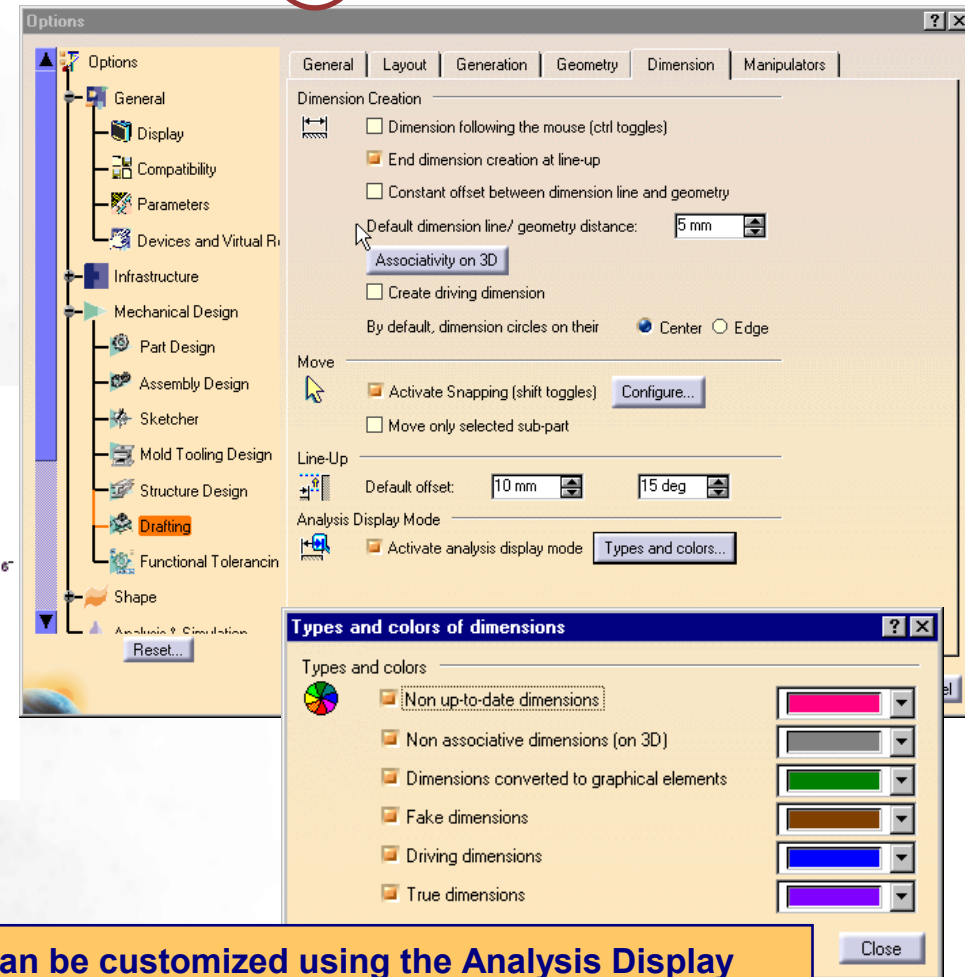 Options
Options
General
Display
Compatibility
Parameters
Devices and Virtual R
Infrastructure
Mechanical Design
Part Design
Assembly Design
Sketcher
Mold Tooling Design
Structure Design
Drafting
Functional Tolerancin
Shape
Analysis & Simulation
Reset...
General Layout Generation Geometry Dimension Manipulators
Dimension Creation
Dimension following the mouse (ctrl toggles)
End dimension creation at line-up
Constant offset between dimension line and geometry
Default dimension line/ geometry distance: 5 mm
Associativity on 3D
Create driving dimension
By default, dimension circles on their Center Edge
Move
Activate Snapping (shift toggles) Configure...
Move only selected sub-part
Line-Up
Default offset: 10 mm 15 deg
Analysis Display Mode
Activate analysis display mode Types and colors...
Types and colors of dimensions
Types and colors
Non up-to-date dimensions
Non associative dimensions (on 3D)
Dimensions converted to graphical elements
Fake dimensions
Driving dimensions
True dimensions
Close
an be customized using the Analysis Display